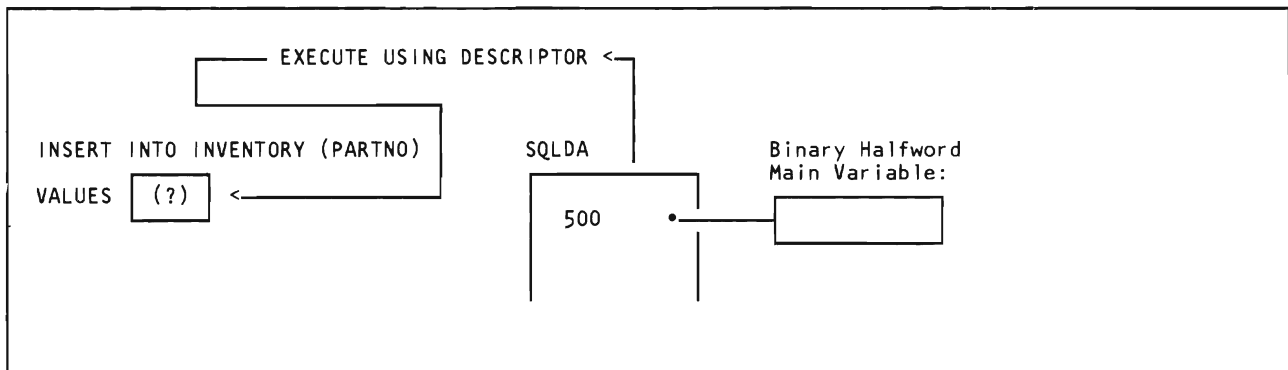 EXECUTE USING DESCRIPTOR <
INSERT INTO INVENTORY (PARTNO)
VALUES (?) <
SQLDA
500
Binary Halfword
Main Variable: